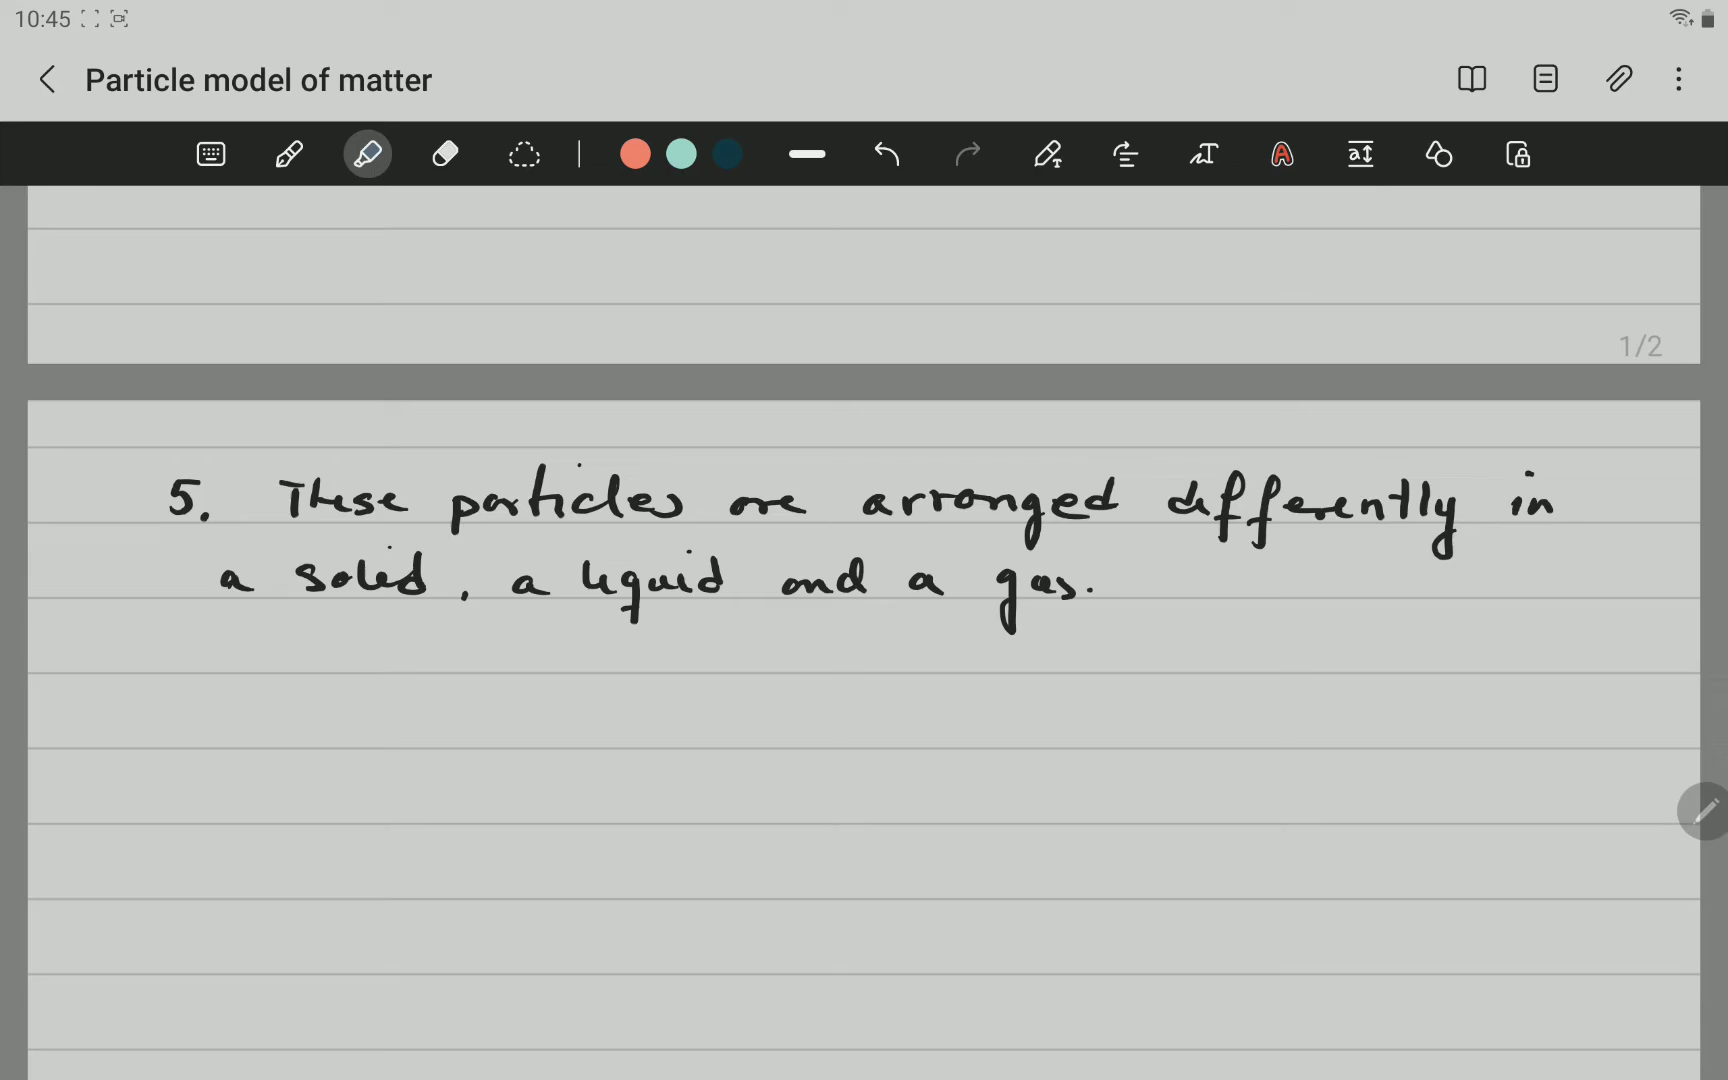 10:45
Particle model of matter
1/2
5. These particles are arranged differently in
a solid, a liquid and a gas.